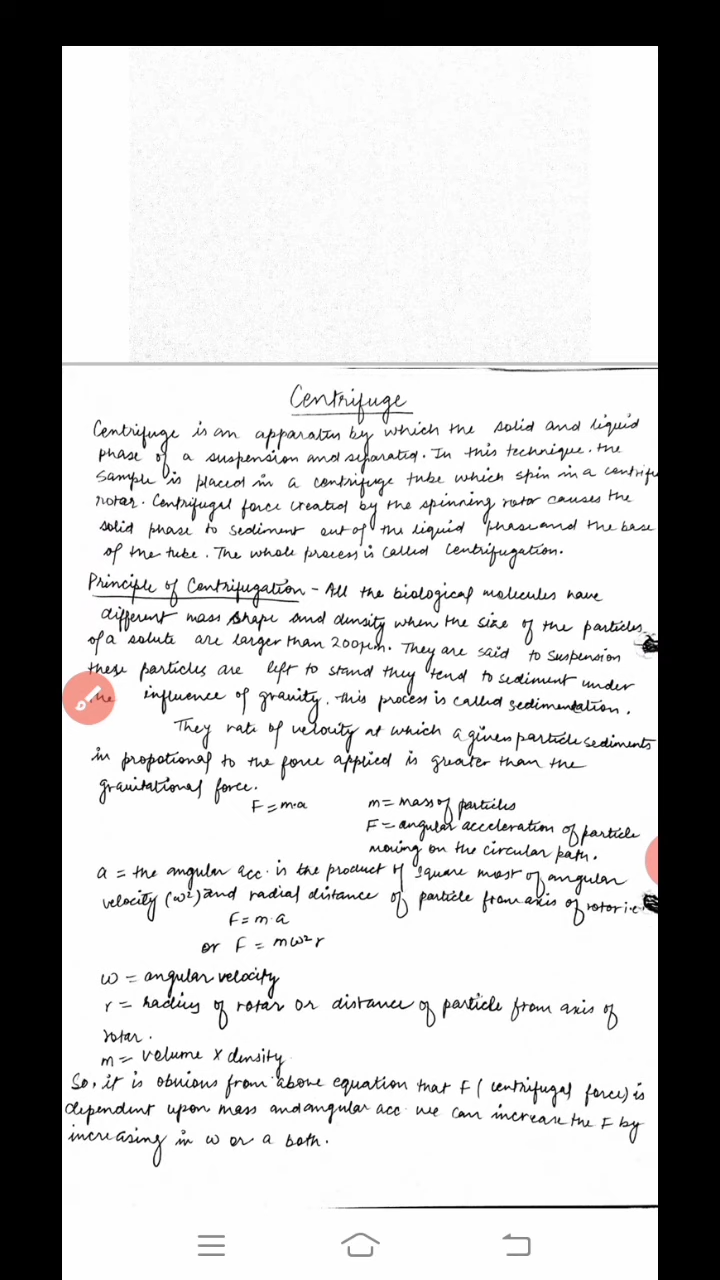 Centrifuge
Centrifuge is an apparatus by which the solid and liquid
phase of a suspension and separated. In this technique. the
sample is placed in a centrifuge tube which spin in a centrifu
rotar. Centrifugal force created by the spinning rotor causes the
solid phase to sediment out of the liquid phase and the base
of the tube. The whole process is called Centrifugation.
Principle of Centrifugation - All the biological molecules have
different mass shape and density when the size of the particles
of a solute are larger than 200μm. They are said to suspension
these particles are left to stand they tend to sediment under
influence of gravity. this process is called sedimentation.
They rate of velocity at which a given particle sediments
in propotional to the force applied is greater than the
gravitational force.
F = m.a m = mass of particles
F = angular acceleration of particle
moving on the circular path.
a = the angular acc. is the product of square most of angular
velocity (ω²) and radial distance of particle from axis of rotor i.e.
F = m.a
or F = mω²r
ω = angular velocity
r = radius of rotar or distance of particle from axis of
rotar.
m = volume × density
So, it is obvious from above equation that F (centrifugal force) is
dependent upon mass and angular acc. we can increase the F by
increasing in ω or a both.